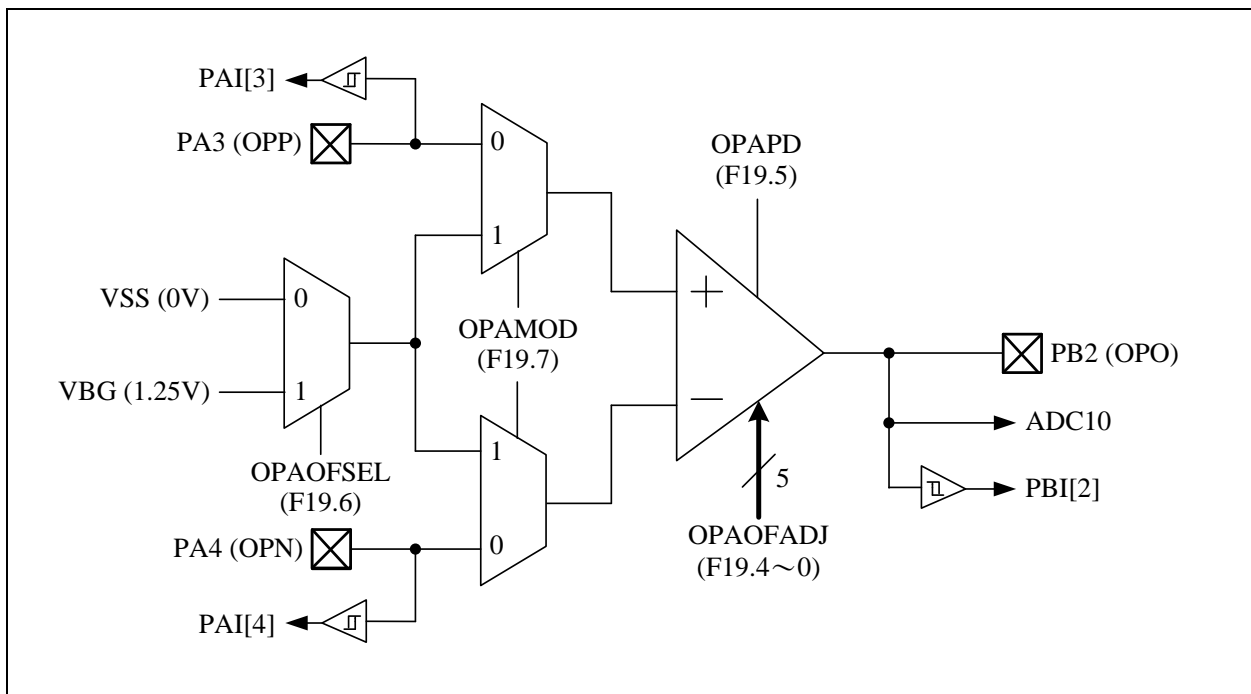 PAI[3]
PA3 (OPP)
0
1
OPAPD
(F19.5)
VSS (0V)
0
VBG (1.25V)
1
OPAMOD
(F19.7)
+
−
PB2 (OPO)
ADC10
PBI[2]
OPAOFSEL
(F19.6)
1
0
5
OPAOFADJ
(F19.4～0)
PA4 (OPN)
PAI[4]